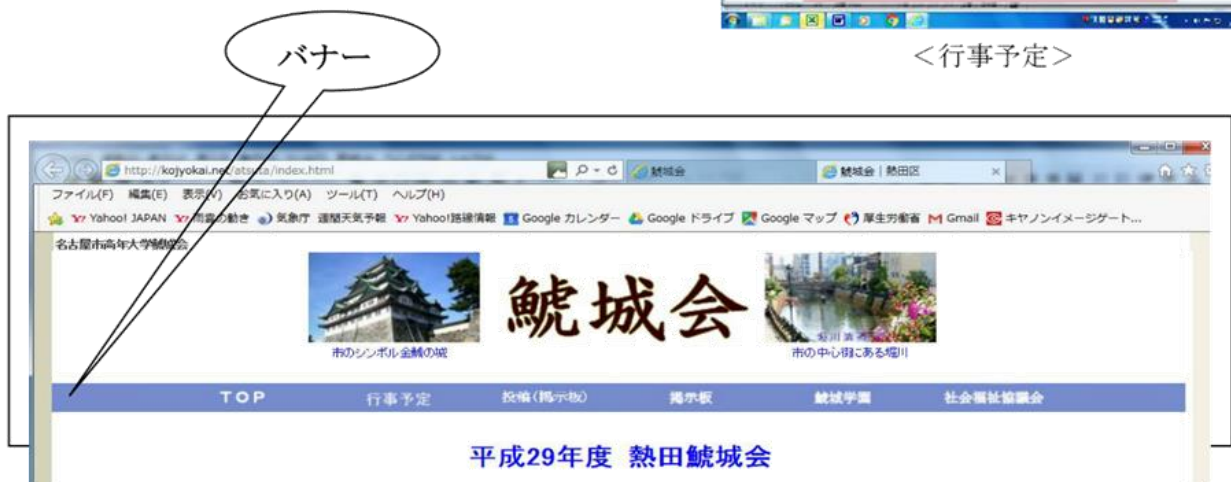 <行事予定>
バナー
http://kojyokai.net/atsuta/index.html
鯱城会
鯱城会 | 熱田区
ファイル(F) 編集(E) 表示(V) お気に入り(A) ツール(T) ヘルプ(H)
Yahoo! JAPAN 雨雲の動き 気象庁 週間天気予報 Yahoo!路線情報 Google カレンダー Google ドライブ Google マップ 厚生労働省 Gmail キヤノンイメージゲート...
名古屋市高年大学鯱城会
鯱城会
市のシンボル金鯱の城
市の中心街にある堀川
TOP 行事予定 投稿(掲示板) 掲示板 鯱城学園 社会福祉協議会
平成29年度 熱田鯱城会